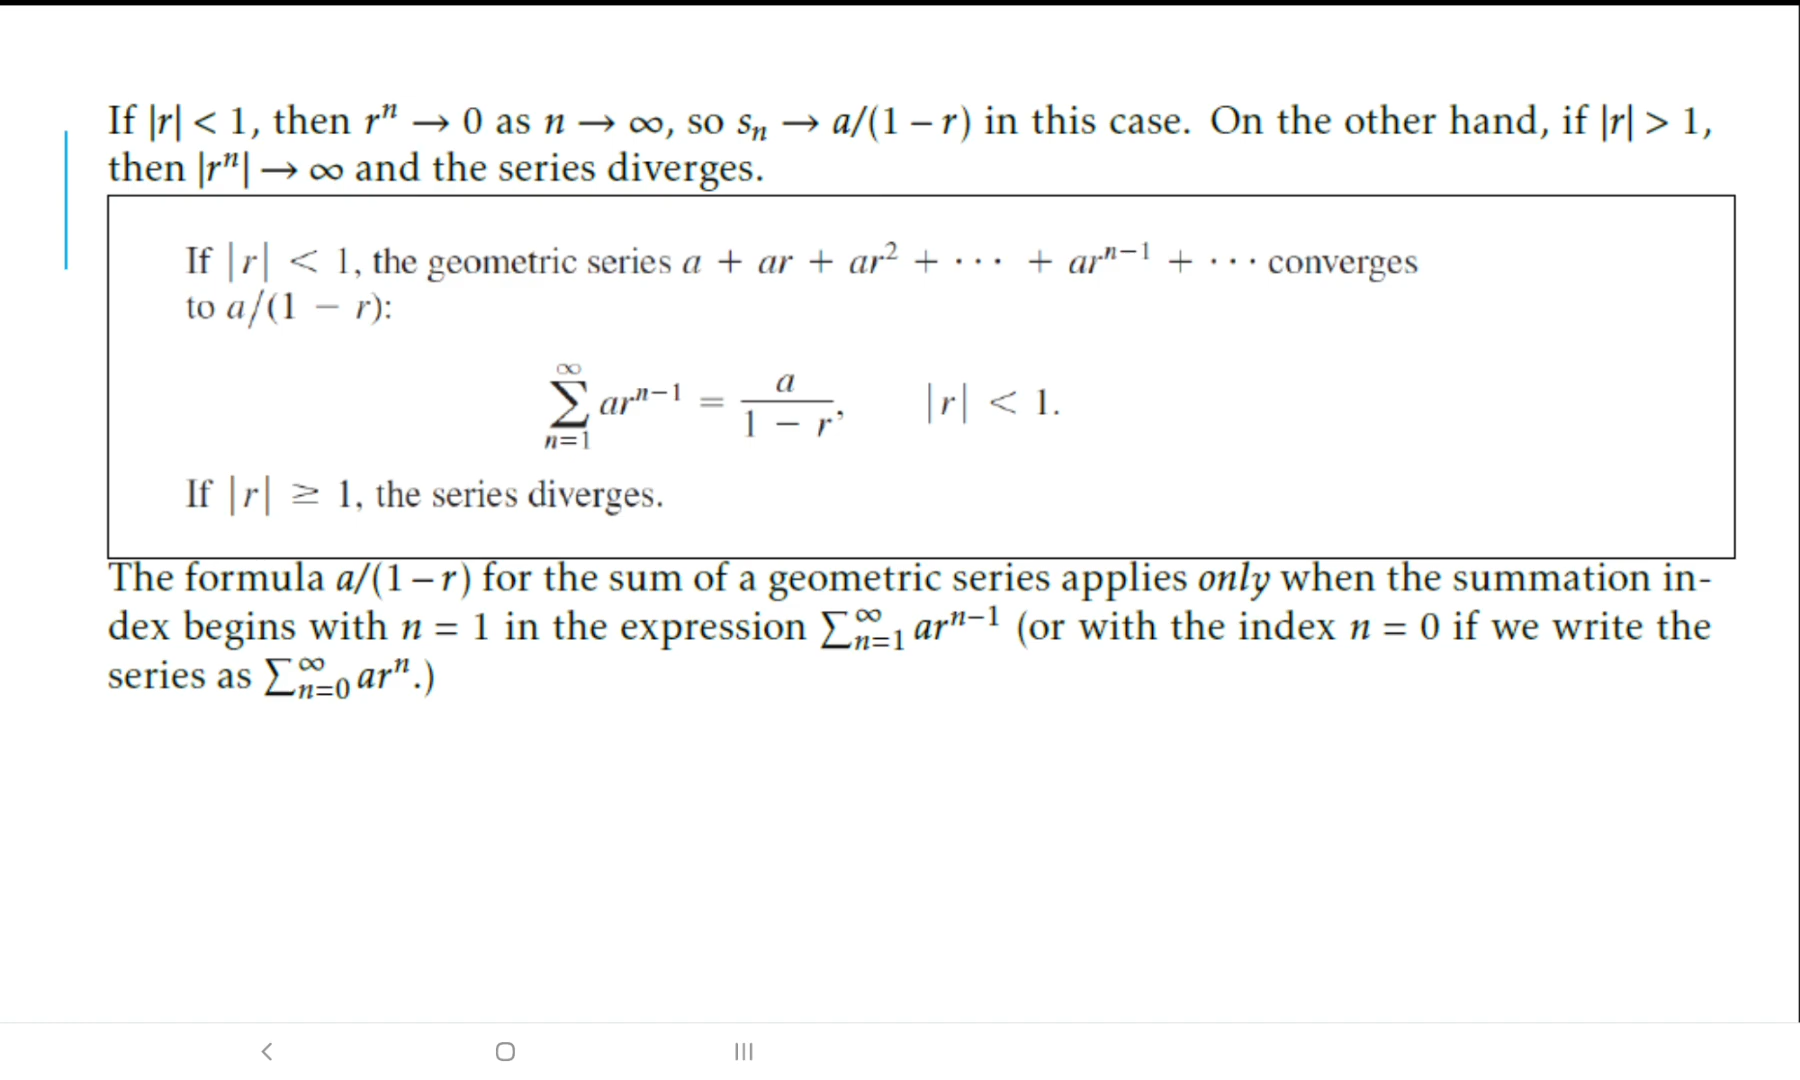 If |r| < 1, then rⁿ → 0 as n → ∞, so sₙ → a/(1 – r) in this case. On the other hand, if |r| > 1,
then |rⁿ| → ∞ and the series diverges.
If |r| < 1, the geometric series a + ar + ar² + ··· + arⁿ⁻¹ + ··· converges
to a/(1 − r):
∞∑n=1 arⁿ⁻¹ = a/(1 − r), |r| < 1.
If |r| ≥ 1, the series diverges.
The formula a/(1 – r) for the sum of a geometric series applies only when the summation in-
dex begins with n = 1 in the expression ∑∞n=1 arⁿ⁻¹ (or with the index n = 0 if we write the
series as ∑∞n=0 arⁿ.)